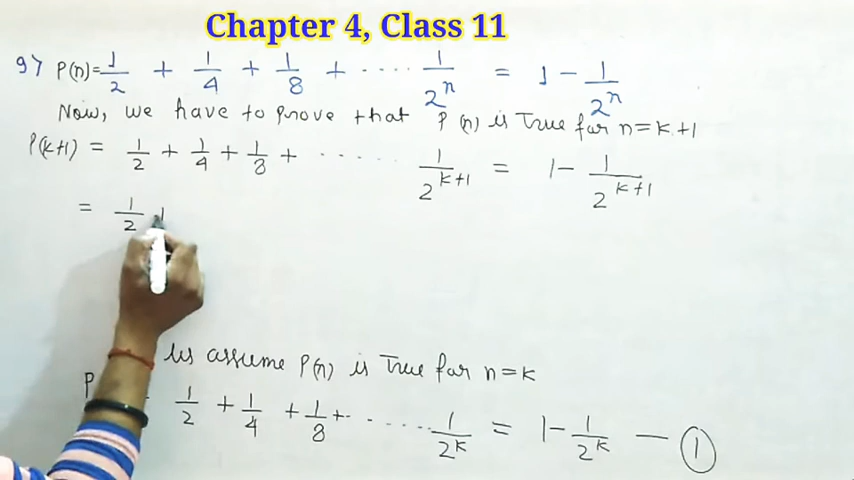 Chapter 4, Class 11
9) P(n)= 1/2 + 1/4 + 1/8 + ..... 1/2^n = 1 - 1/2^n
Now, we have to prove that P(n) is True for n=k+1
P(k+1) = 1/2 + 1/4 + 1/8 + ...... 1/2^(k+1) = 1 - 1/2^(k+1)
= 1/2
us assume P(n) is True for n=k
P 1/2 + 1/4 + 1/8 + ...... 1/2^k = 1 - 1/2^k — ①